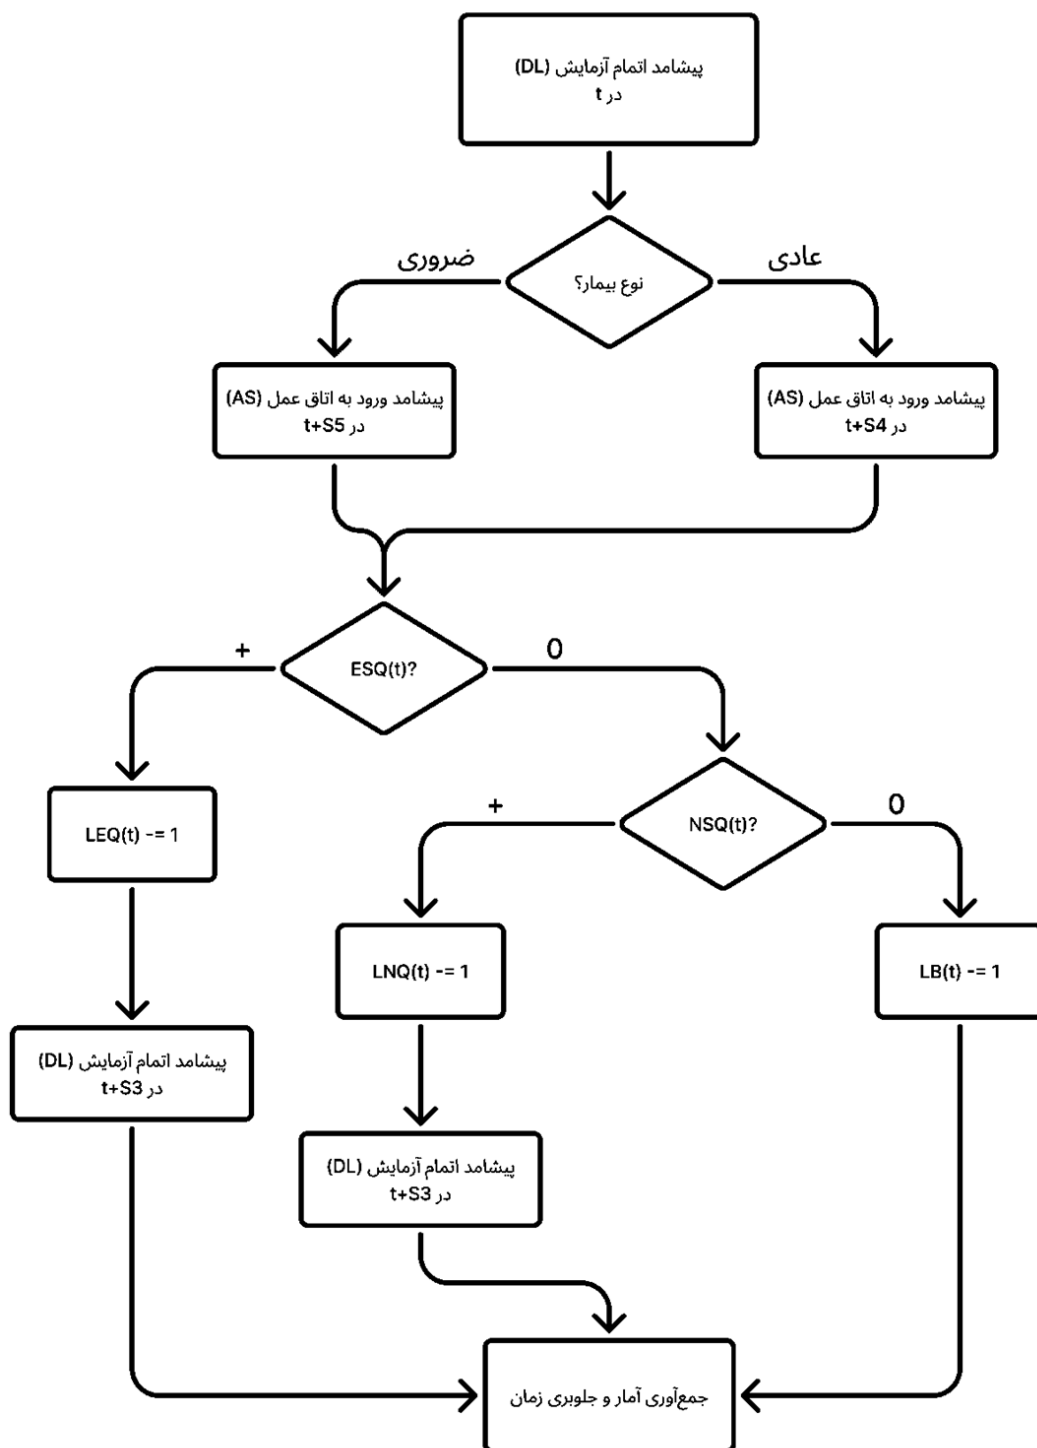 پیشامد اتمام آزمایش (DL)
در t
نوع بیمار؟
ضروری
عادی
پیشامد ورود به اتاق عمل (AS)
در t+S5
پیشامد ورود به اتاق عمل (AS)
در t+S4
ESQ(t)?
+
0
LEQ(t) -= 1
NSQ(t)?
+
0
LNQ(t) -= 1
LB(t) -= 1
پیشامد اتمام آزمایش (DL)
در t+S3
پیشامد اتمام آزمایش (DL)
در t+S3
جمع‌آوری آمار و جلوبری زمان